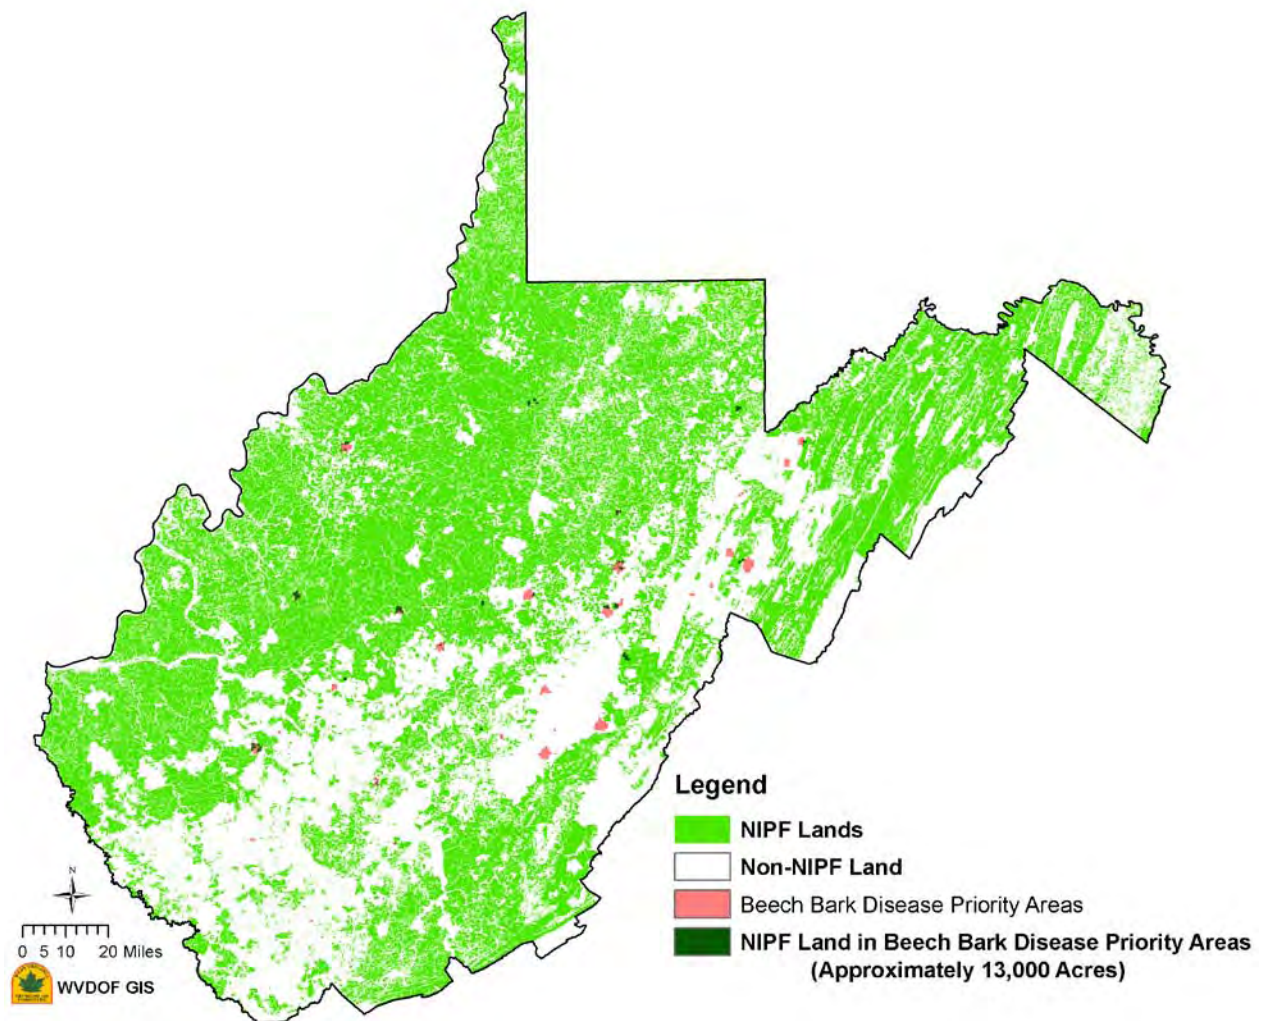 Legend
NIPF Lands
Non-NIPF Land
Beech Bark Disease Priority Areas
NIPF Land in Beech Bark Disease Priority Areas
(Approximately 13,000 Acres)
N
0 5 10 20 Miles
WVDOF GIS